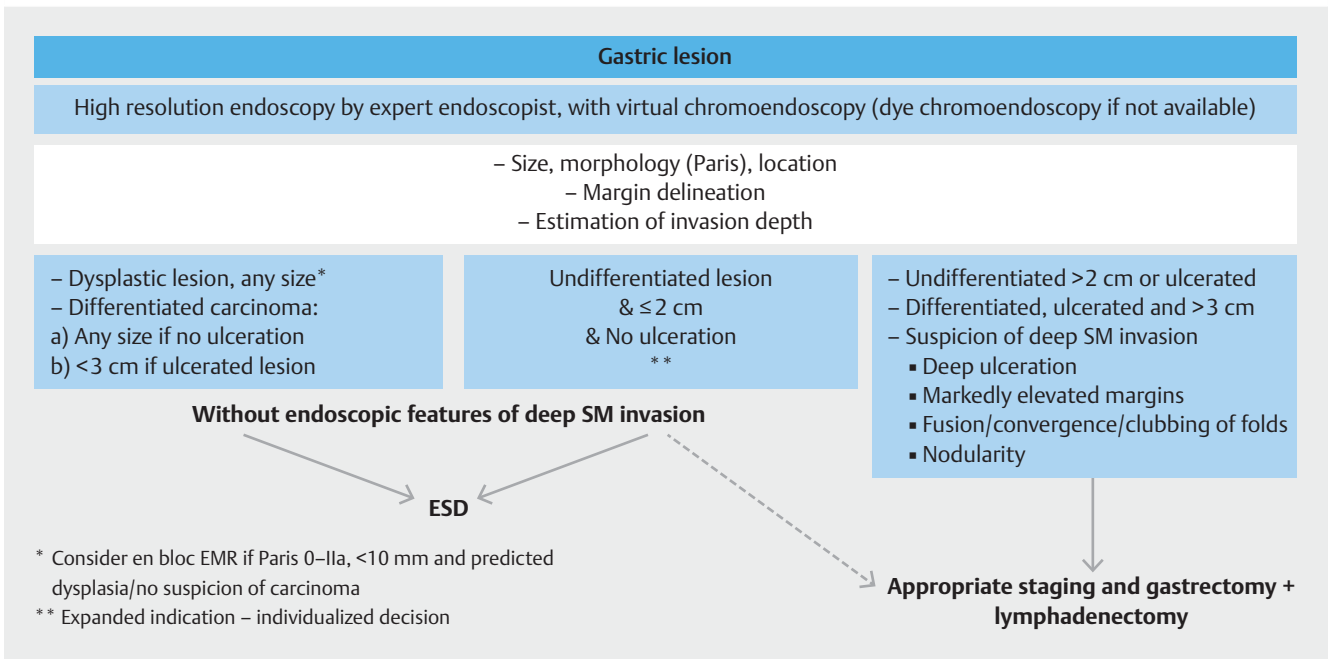 Gastric lesion
High resolution endoscopy by expert endoscopist, with virtual chromoendoscopy (dye chromoendoscopy if not available)
– Size, morphology (Paris), location
– Margin delineation
– Estimation of invasion depth
– Dysplastic lesion, any size*
– Differentiated carcinoma:
a) Any size if no ulceration
b) <3 cm if ulcerated lesion
Undifferentiated lesion
& ≤2 cm
& No ulceration
**
– Undifferentiated >2 cm or ulcerated
– Differentiated, ulcerated and >3 cm
– Suspicion of deep SM invasion
▪ Deep ulceration
▪ Markedly elevated margins
▪ Fusion/convergence/clubbing of folds
▪ Nodularity
Without endoscopic features of deep SM invasion
ESD
Appropriate staging and gastrectomy +
lymphadenectomy
* Consider en bloc EMR if Paris 0–IIa, <10 mm and predicted
dysplasia/no suspicion of carcinoma
** Expanded indication – individualized decision